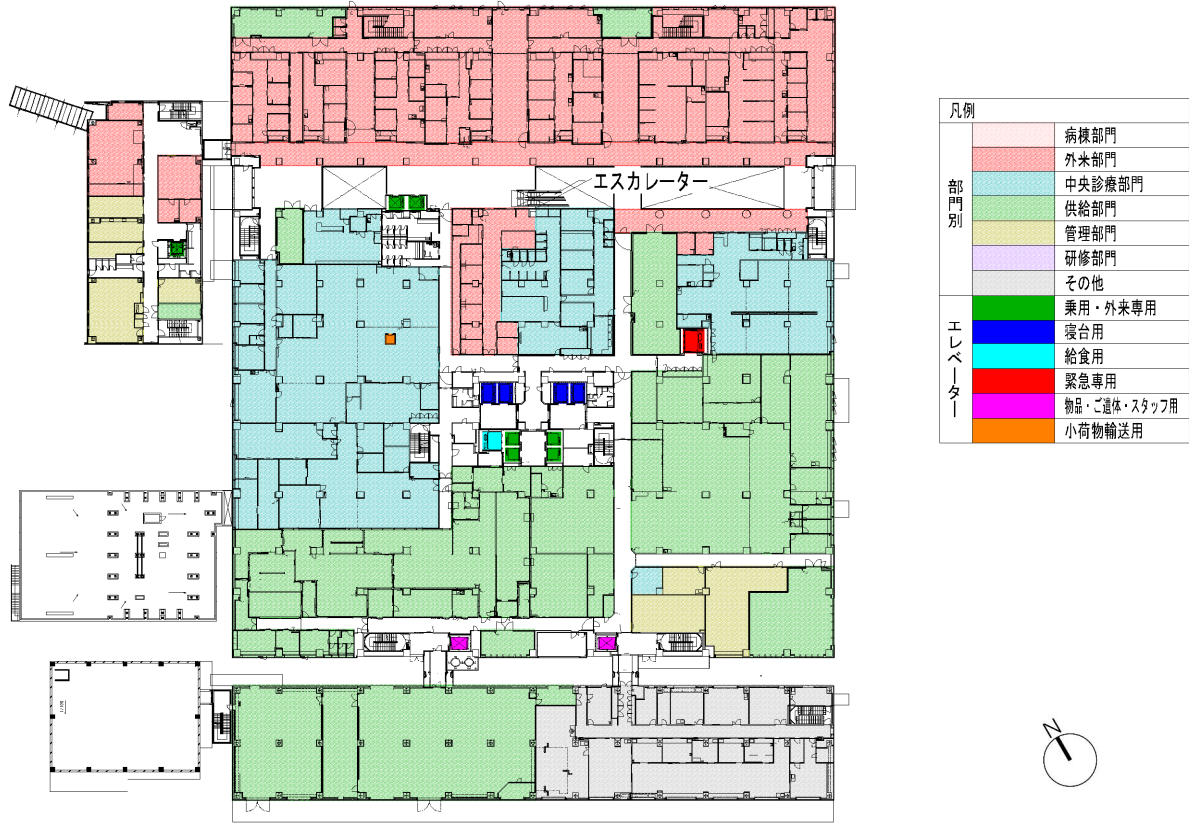 エスカレーター
凡例
部門別
病棟部門
外来部門
中央診療部門
供給部門
管理部門
研修部門
その他
エレベーター
乗用・外来専用
寝台用
給食用
緊急専用
物品・ご遺体・スタッフ用
小荷物輸送用
N